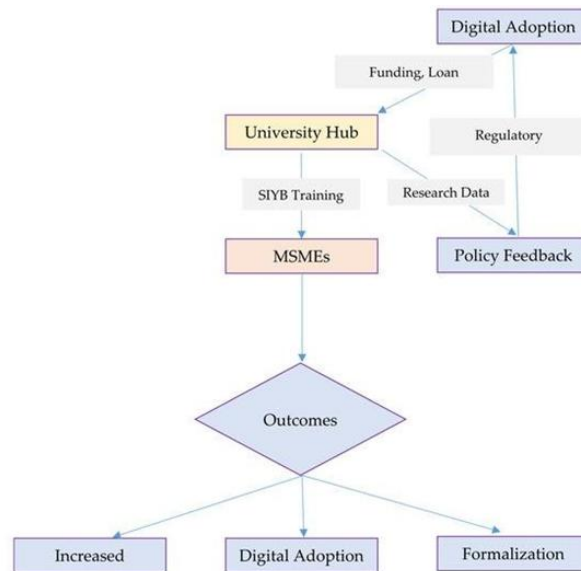 Digital Adoption
Funding, Loan
University Hub
Regulatory
SIYB Training
Research Data
MSMEs
Policy Feedback
Outcomes
Increased
Digital Adoption
Formalization